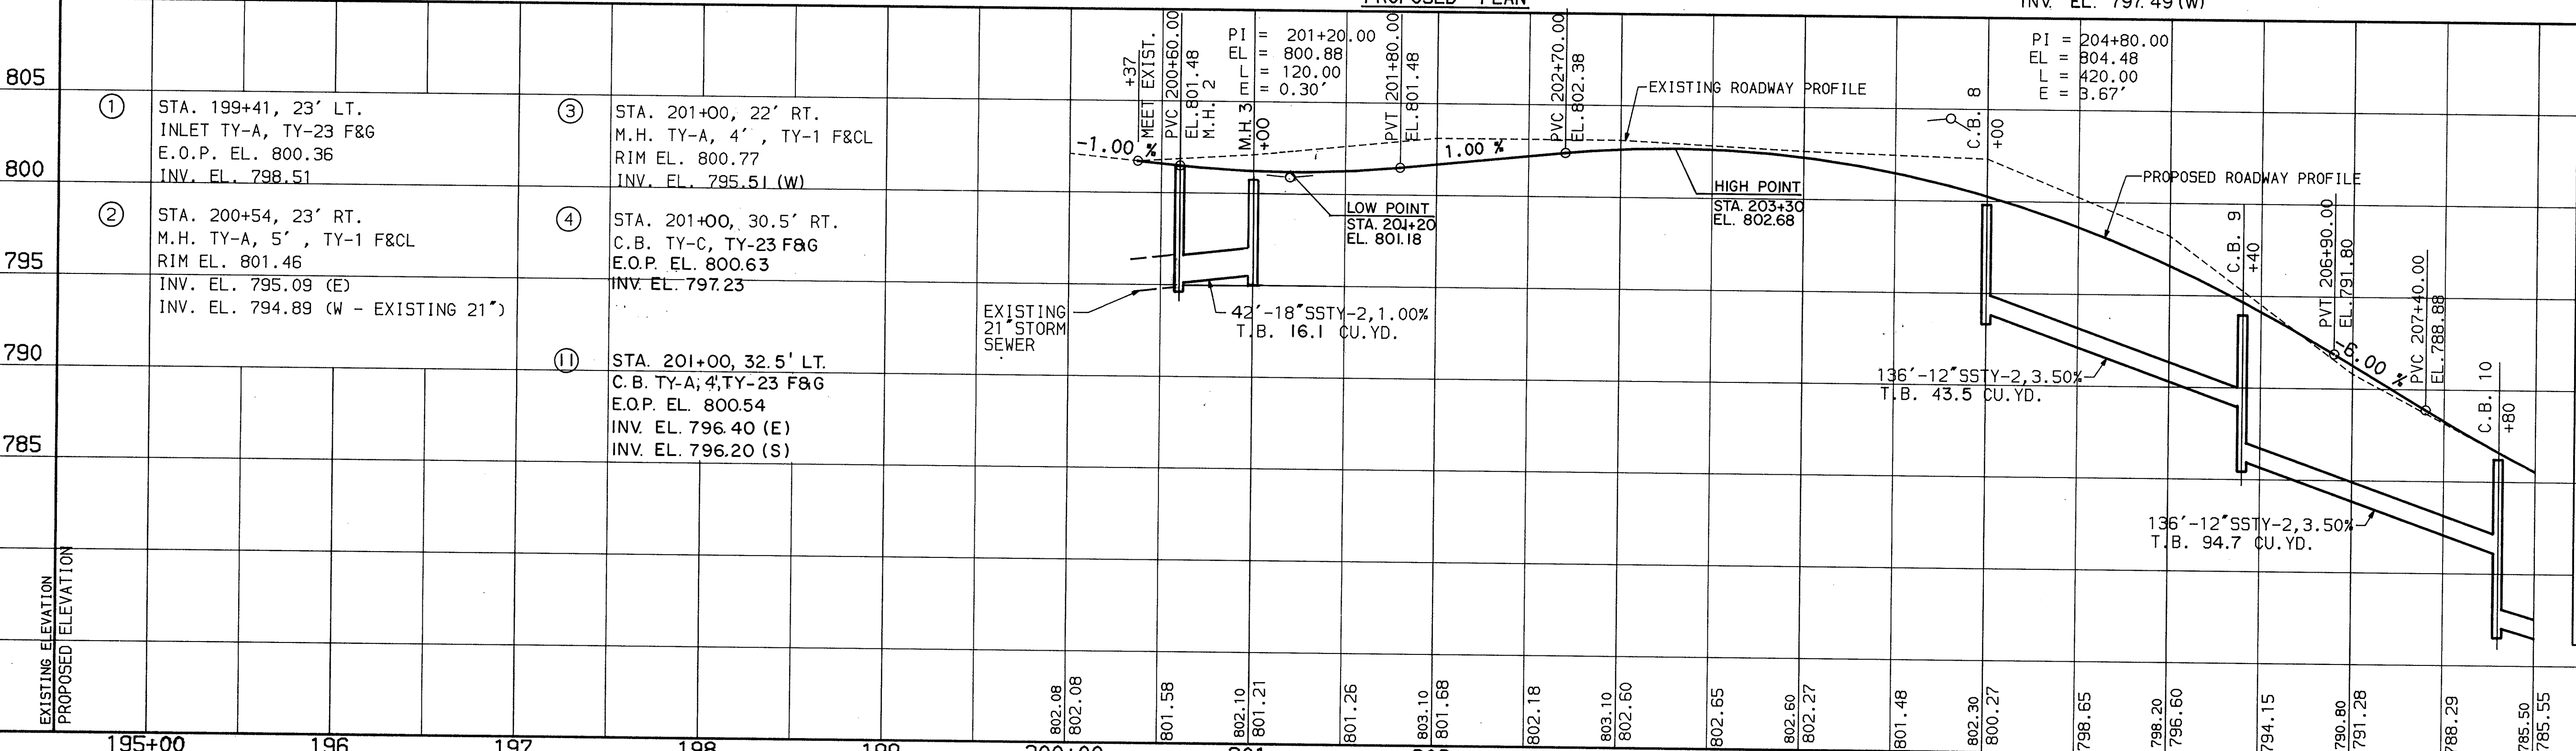 PROPOSED PLAN
INV. EL. 797.49 (W)
805
800
795
790
785
① STA. 199+41, 23' LT.
INLET TY-A, TY-23 F&G
E.O.P. EL. 800.36
INV. EL. 798.51
② STA. 200+54, 23' RT.
M.H. TY-A, 5' , TY-1 F&CL
RIM EL. 801.46
INV. EL. 795.09 (E)
INV. EL. 794.89 (W - EXISTING 21")
③ STA. 201+00, 22' RT.
M.H. TY-A, 4' , TY-1 F&CL
RIM EL. 800.77
INV. EL. 795.51 (W)
④ STA. 201+00, 30.5' RT.
C.B. TY-C, TY-23 F&G
E.O.P. EL. 800.63
INV. EL. 797.23
⑪ STA. 201+00, 32.5' LT.
C.B. TY-A, 4', TY-23 F&G
E.O.P. EL. 800.54
INV. EL. 796.40 (E)
INV. EL. 796.20 (S)
-1.00 %
+37
MEET EXIST.
PVC 200+60.00
EL.801.48
M.H. 2
M.H. 3
+00
PI = 201+20.00
EL = 800.88
L = 120.00
E = 0.30'
PVT 201+80.00
EL.801.48
1.00 %
PVC 202+70.00
EL.802.38
EXISTING ROADWAY PROFILE
LOW POINT
STA. 201+20
EL. 801.18
HIGH POINT
STA. 203+30
EL. 802.68
EXISTING
21" STORM
SEWER
42'-18"SSTY-2,1.00%
T.B. 16.1 CU.YD.
C.B. 8
+00
PI = 204+80.00
EL = 804.48
L = 420.00
E = 3.67'
PROPOSED ROADWAY PROFILE
C.B. 9
+40
PVT 206+90.00
EL.791.80
-6.00 %
PVC 207+40.00
EL.788.88
C.B. 10
+80
136'-12"SSTY-2,3.50%
T.B. 43.5 CU.YD.
136'-12"SSTY-2,3.50%
T.B. 94.7 CU.YD.
EXISTING ELEVATION
PROPOSED ELEVATION
802.08
802.08
801.58
802.10
801.21
801.26
803.10
801.68
802.18
803.10
802.60
802.65
802.60
802.27
801.48
802.30
800.27
798.65
798.20
796.60
794.15
790.80
791.28
788.29
785.50
785.55
195+00
196
197
198
199
200+00
201